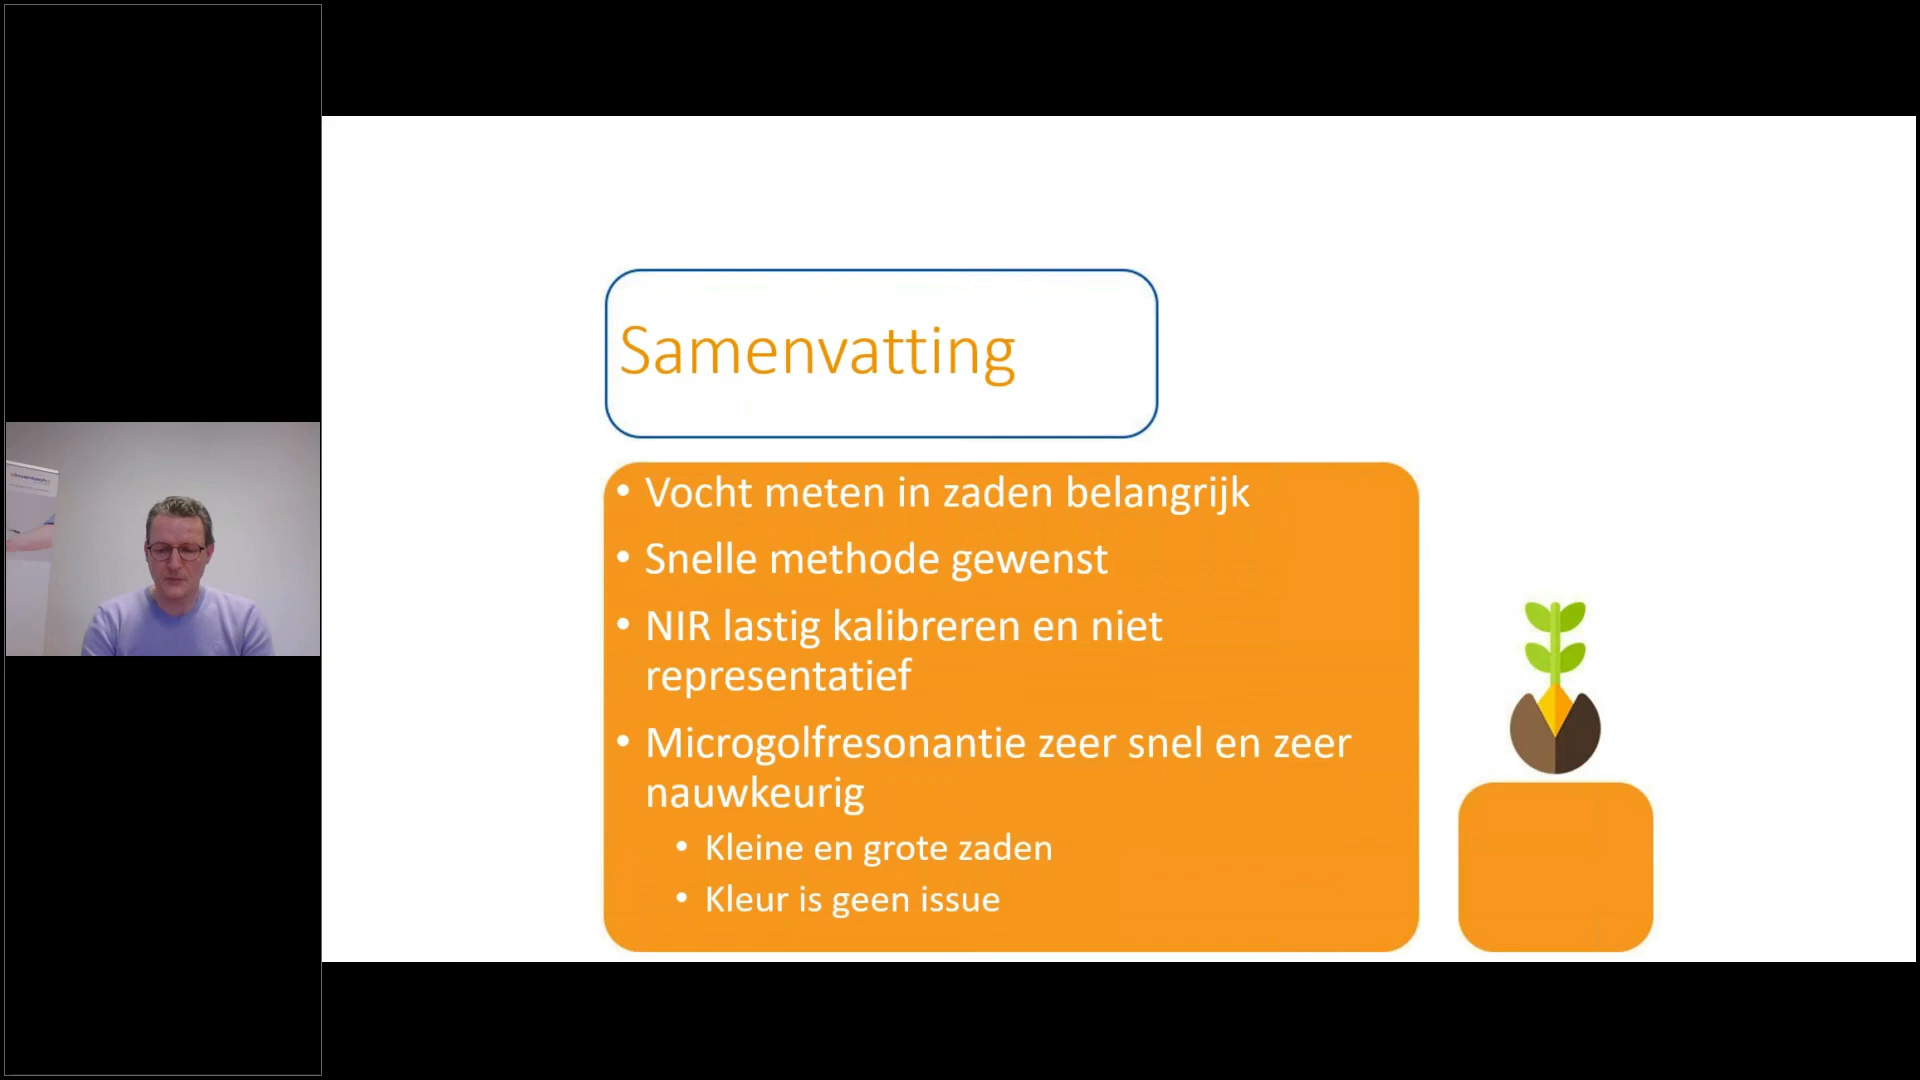 Samenvatting
• Vocht meten in zaden belangrijk
• Snelle methode gewenst
• NIR lastig kalibreren en niet
representatief
• Microgolfresonantie zeer snel en zeer
nauwkeurig
• Kleine en grote zaden
• Kleur is geen issue